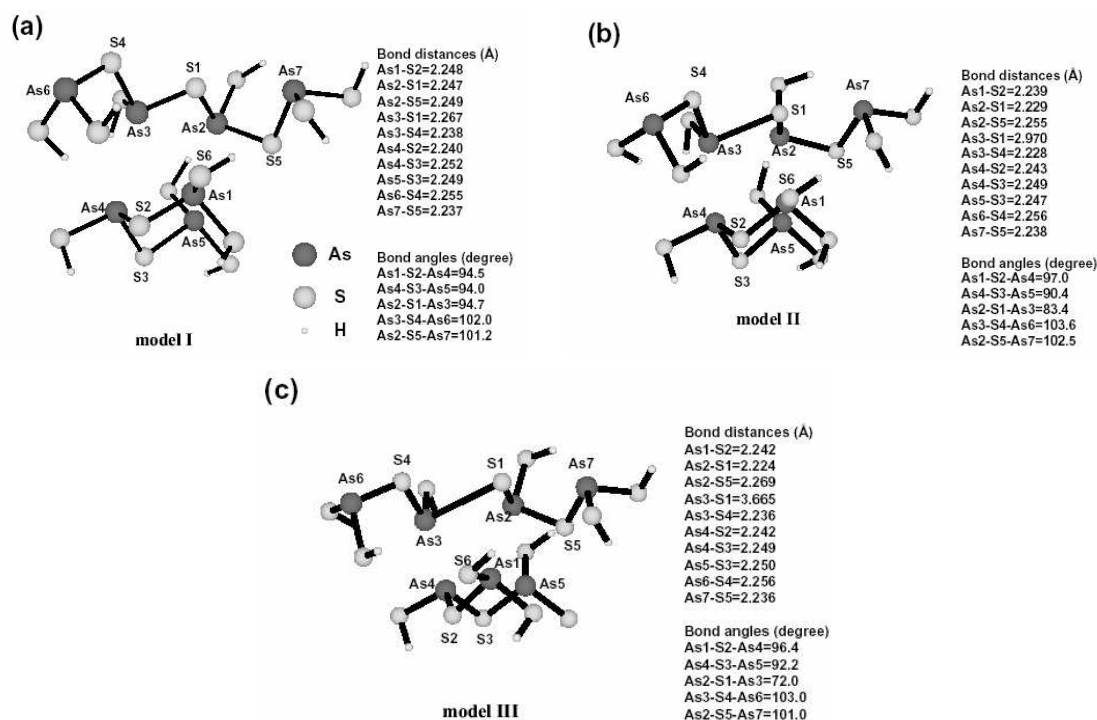 (a)
S4
S1
As7
As6
As3
As2
S5
S6
As4
S2
As1
As5
S3
As
S
H
model I
Bond distances (Å)
As1-S2=2.248
As2-S1=2.247
As2-S5=2.249
As3-S1=2.267
As3-S4=2.238
As4-S2=2.240
As4-S3=2.252
As5-S3=2.249
As6-S4=2.255
As7-S5=2.237
Bond angles (degree)
As1-S2-As4=94.5
As4-S3-As5=94.0
As2-S1-As3=94.7
As3-S4-As6=102.0
As2-S5-As7=101.2
(b)
S4
As7
As6
S1
As3
As2
S5
S6
As4
S2
As1
As5
S3
model II
Bond distances (Å)
As1-S2=2.239
As2-S1=2.229
As2-S5=2.255
As3-S1=2.970
As3-S4=2.228
As4-S2=2.243
As4-S3=2.249
As5-S3=2.247
As6-S4=2.256
As7-S5=2.238
Bond angles (degree)
As1-S2-As4=97.0
As4-S3-As5=90.4
As2-S1-As3=83.4
As3-S4-As6=103.6
As2-S5-As7=102.5
(c)
S4
S1
As7
As6
As3
As2
S5
S6
As1
As4
As5
S2
S3
model III
Bond distances (Å)
As1-S2=2.242
As2-S1=2.224
As2-S5=2.269
As3-S1=3.665
As3-S4=2.236
As4-S2=2.242
As4-S3=2.249
As5-S3=2.250
As6-S4=2.256
As7-S5=2.236
Bond angles (degree)
As1-S2-As4=96.4
As4-S3-As5=92.2
As2-S1-As3=72.0
As3-S4-As6=103.0
As2-S5-As7=101.0